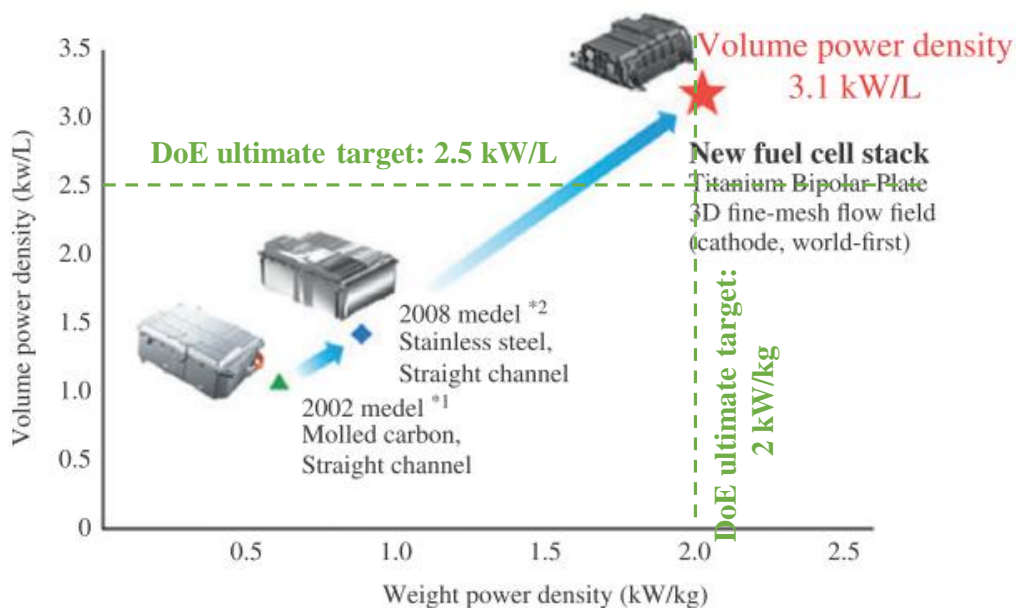 3.5
3.0
2.5
2.0
1.5
1.0
0.5
0
Volume power density (kw/L)
Volume power density
3.1 kW/L
DoE ultimate target: 2.5 kW/L
New fuel cell stack
Titanium Bipolar Plate
3D fine-mesh flow field
(cathode, world-first)
2008 medel *2
Stainless steel,
Straight channel
2002 medel *1
Molled carbon,
Straight channel
DoE ultimate target:
2 kW/kg
0.5 1.0 1.5 2.0 2.5
Weight power density (kW/kg)